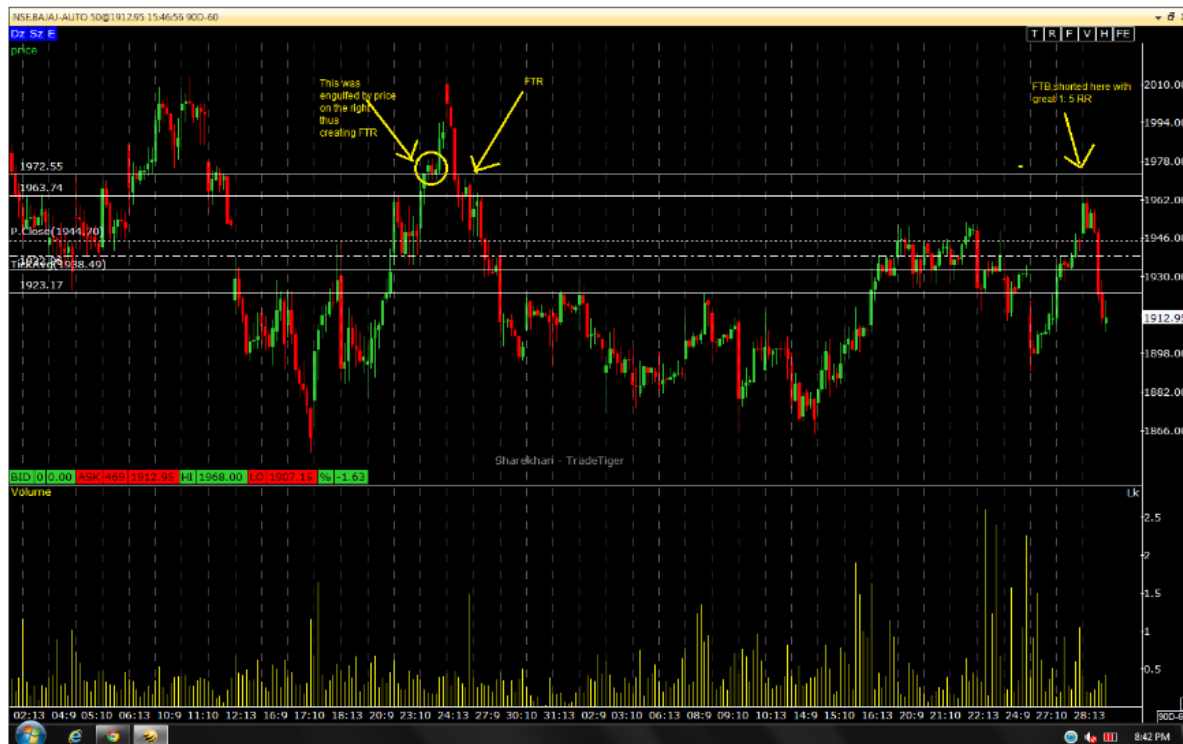 NSE.BAJAJ-AUTO 50@1912.95 15:46:56 90D-60
Dz Sz E
T R F V H FE
price
This was
engulfed by price
on the right
thus
creating FTR
FTR
FTB,shorted here with
great 1: 5 RR
2010.00
1994.00
1978.00
1962.00
1946.00
1930.00
1912.95
1898.00
1882.00
1866.00
1972.55
1963.74
P.Close(1944.70)
TickAvg(1938.49)
1923.17
Sharekhan - TradeTiger
BID 0 0.00 ASK 469 1912.95 HI 1968.00 LO 1907.15 % -1.63
Volume
Lk
2.5
2
1.5
1
0.5
02:13 04:9 05:10 06:13 10:9 11:10 12:13 16:9 17:10 18:13 20:9 23:10 24:13 27:9 30:10 31:13 02:9 03:10 06:13 08:9 09:10 10:13 14:9 15:10 16:13 20:9 21:10 22:13 24:9 27:10 28:13
90D-6
8:42 PM